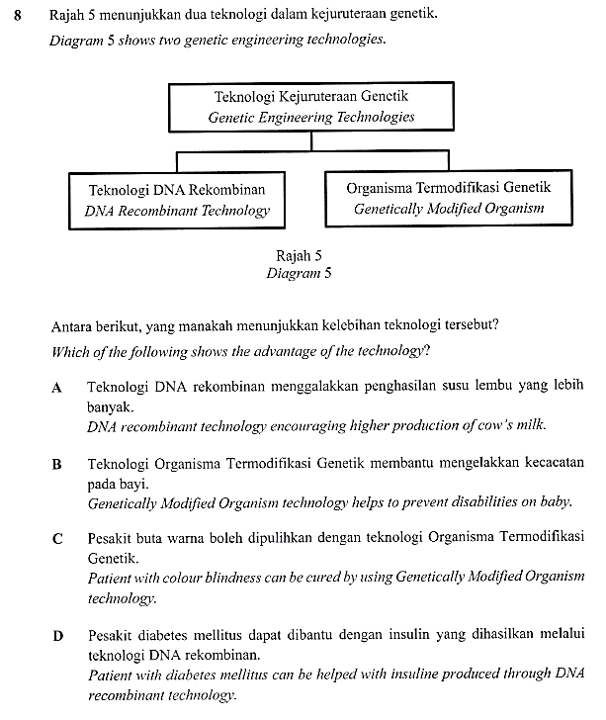 8 Rajah 5 menunjukkan dua teknologi dalam kejuruteraan genetik.
Diagram 5 shows two genetic engineering technologies.
Teknologi Kejuruteraan Genetik
Genetic Engineering Technologies
Teknologi DNA Rekombinan
DNA Recombinant Technology
Organisma Termodifikasi Genetik
Genetically Modified Organism
Rajah 5
Diagram 5
Antara berikut, yang manakah menunjukkan kelebihan teknologi tersebut?
Which of the following shows the advantage of the technology?
A Teknologi DNA rekombinan menggalakkan penghasilan susu lembu yang lebih
banyak.
DNA recombinant technology encouraging higher production of cow's milk.
B Teknologi Organisma Termodifikasi Genetik membantu mengelakkan kecacatan
pada bayi.
Genetically Modified Organism technology helps to prevent disabilities on baby.
C Pesakit buta warna boleh dipulihkan dengan teknologi Organisma Termodifikasi
Genetik.
Patient with colour blindness can be cured by using Genetically Modified Organism
technology.
D Pesakit diabetes mellitus dapat dibantu dengan insulin yang dihasilkan melalui
teknologi DNA rekombinan.
Patient with diabetes mellitus can be helped with insuline produced through DNA
recombinant technology.